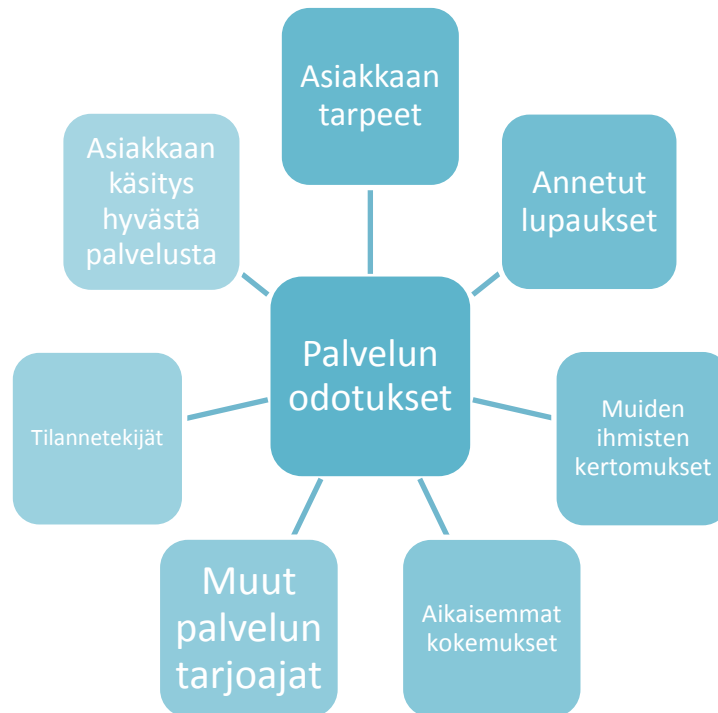 Asiakkaan
tarpeet
Annetut
lupaukset
Muiden
ihmisten
kertomukset
Aikaisemmat
kokemukset
Muut
palvelun
tarjoajat
Tilannetekijät
Asiakkaan
käsitys
hyvästä
palvelusta
Palvelun
odotukset